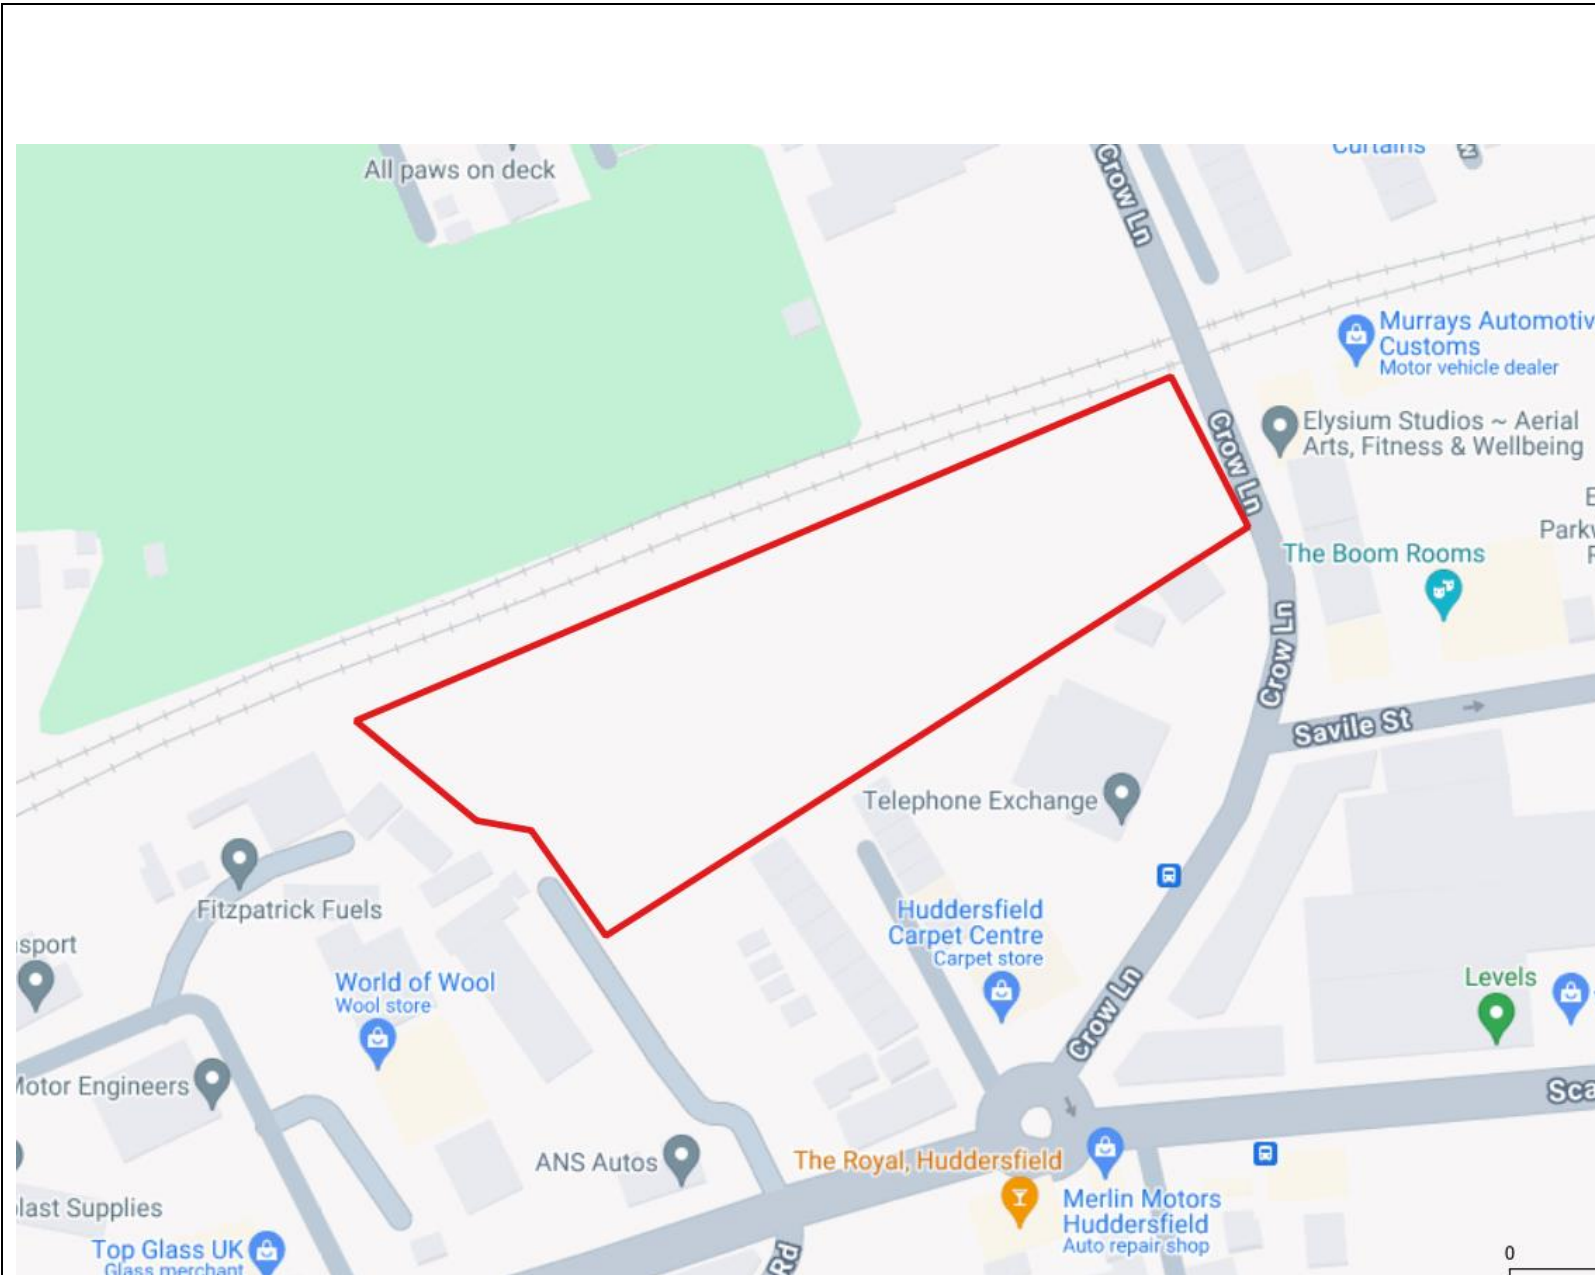 All paws on deck
Crow Ln
Curtains
Murrays Automotiv
Customs
Motor vehicle dealer
Elysium Studios ~ Aerial
Arts, Fitness & Wellbeing
Crow Ln
E
Parkw
The Boom Rooms
Crow Ln
Savile St
Telephone Exchange
Fitzpatrick Fuels
Huddersfield
Carpet Centre
Carpet store
sport
World of Wool
Wool store
Levels
Crow Ln
Motor Engineers
Sca
ANS Autos
The Royal, Huddersfield
Merlin Motors
Huddersfield
Auto repair shop
last Supplies
Top Glass UK
Glass merchant
Rd
0